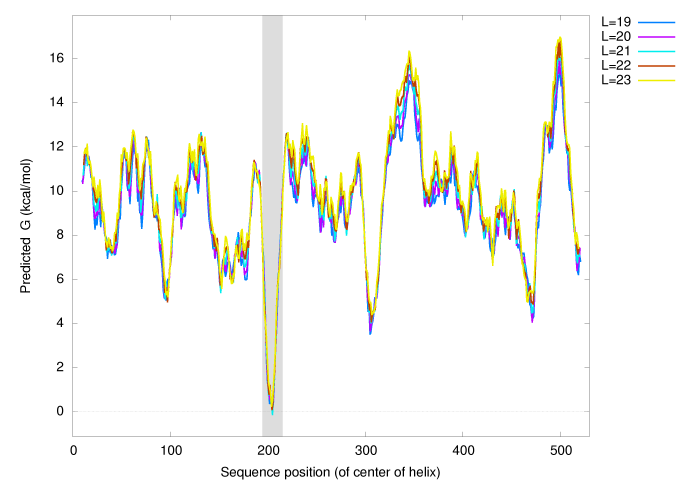 L=19
L=20
L=21
L=22
L=23
Predicted G (kcal/mol)
16
14
12
10
8
6
4
2
0
0 100 200 300 400 500
Sequence position (of center of helix)